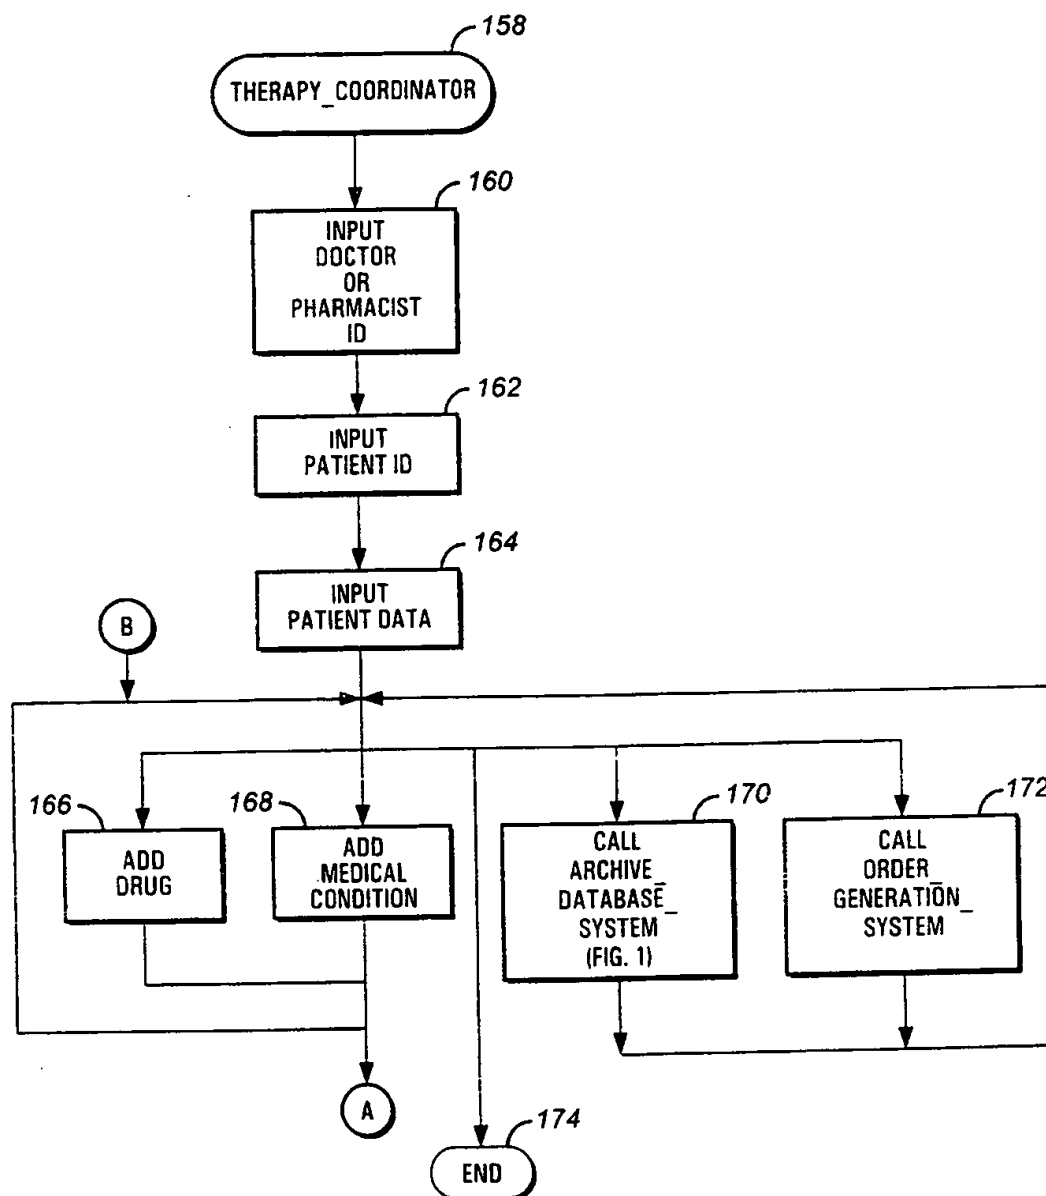 158
THERAPY_COORDINATOR
160
INPUT
DOCTOR
OR
PHARMACIST
ID
162
INPUT
PATIENT ID
164
INPUT
PATIENT DATA
B
166
ADD
DRUG
168
ADD
MEDICAL
CONDITION
170
CALL
ARCHIVE_
DATABASE_
SYSTEM
(FIG. 1)
172
CALL
ORDER_
GENERATION_
SYSTEM
A
174
END